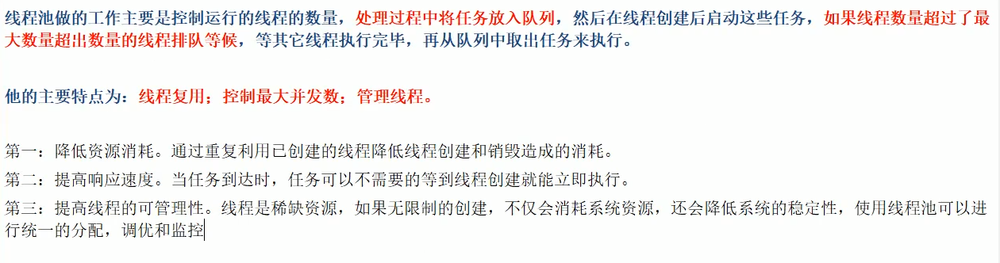 线程池做的工作主要是控制运行的线程的数量，处理过程中将任务放入队列，然后在线程创建后启动这些任务，如果线程数量超过了最
大数量超出数量的线程排队等候，等其它线程执行完毕，再从队列中取出任务来执行。
他的主要特点为：线程复用；控制最大并发数；管理线程。
第一：降低资源消耗。通过重复利用已创建的线程降低线程创建和销毁造成的消耗。
第二：提高响应速度。当任务到达时，任务可以不需要的等到线程创建就能立即执行。
第三：提高线程的可管理性。线程是稀缺资源，如果无限制的创建，不仅会消耗系统资源，还会降低系统的稳定性，使用线程池可以进
行统一的分配，调优和监控